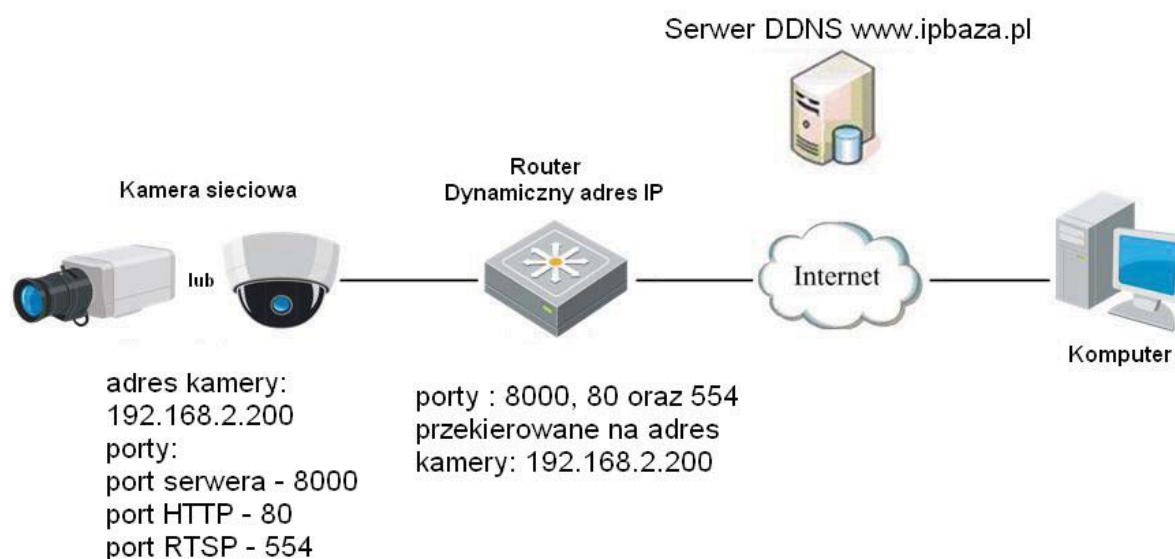 Serwer DDNS www.ipbaza.pl
Router
Dynamiczny adres IP
Kamera sieciowa
lub
Internet
Komputer
adres kamery:
192.168.2.200
porty:
port serwera - 8000
port HTTP - 80
port RTSP - 554
porty : 8000, 80 oraz 554
przekierowane na adres
kamery: 192.168.2.200